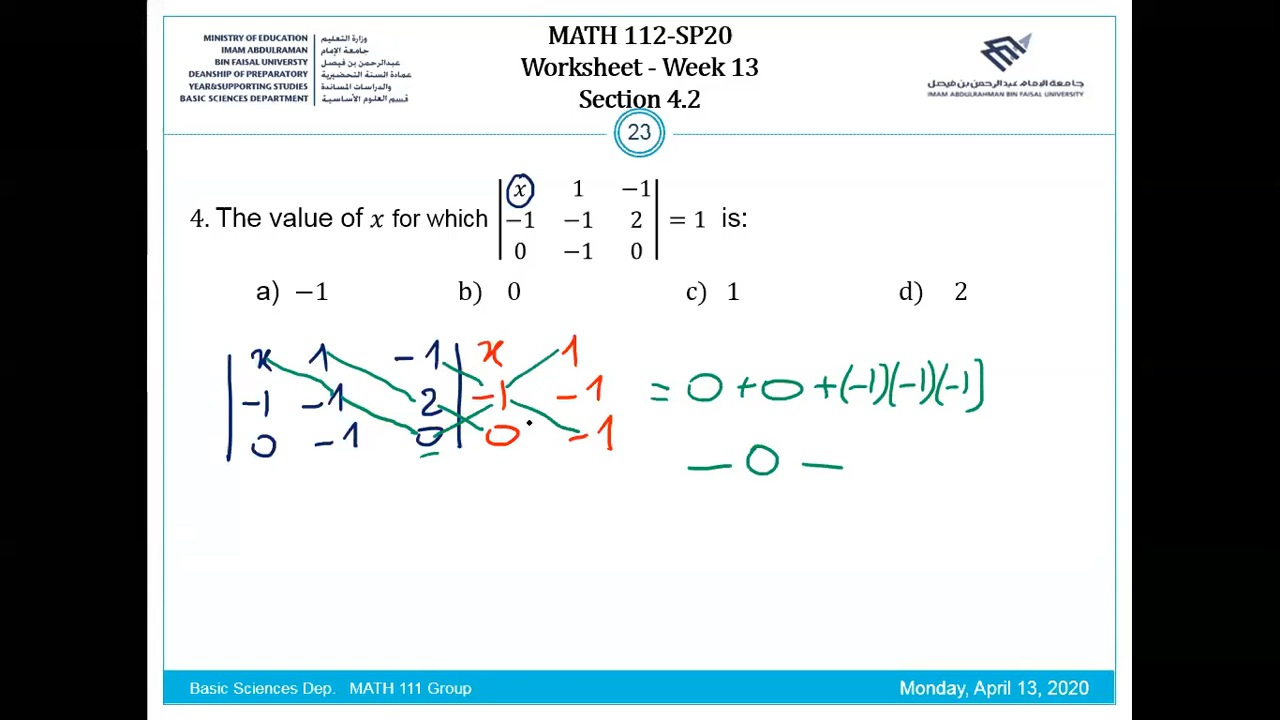 MINISTRY OF EDUCATION
IMAM ABDULRAMAN
BIN FAISAL UNIVERSITY
DEANSHIP OF PREPARATORY
YEAR&SUPPORTING STUDIES
BASIC SCIENCES DEPARTMENT
وزارة التعليم
جامعة الإمام
عبدالرحمن بن فيصل
عمادة السنة التحضيرية
والدراسات المساندة
قسم العلوم الأساسية
MATH 112-SP20
Worksheet - Week 13
Section 4.2
جامعة الإمام عبدالرحمن بن فيصل
IMAM ABDULRAHMAN BIN FAISAL UNIVERSITY
23
x 1 −1
4. The value of x for which −1 −1 2 = 1 is:
0 −1 0
a) −1 b) 0 c) 1 d) 2
| x 1 -1 | x 1
-1 -1 2 -1 -1 = 0 + 0 + (-1)(-1)(-1)
0 -1 0 | 0 -1
— 0 —
Basic Sciences Dep. MATH 111 Group
Monday, April 13, 2020